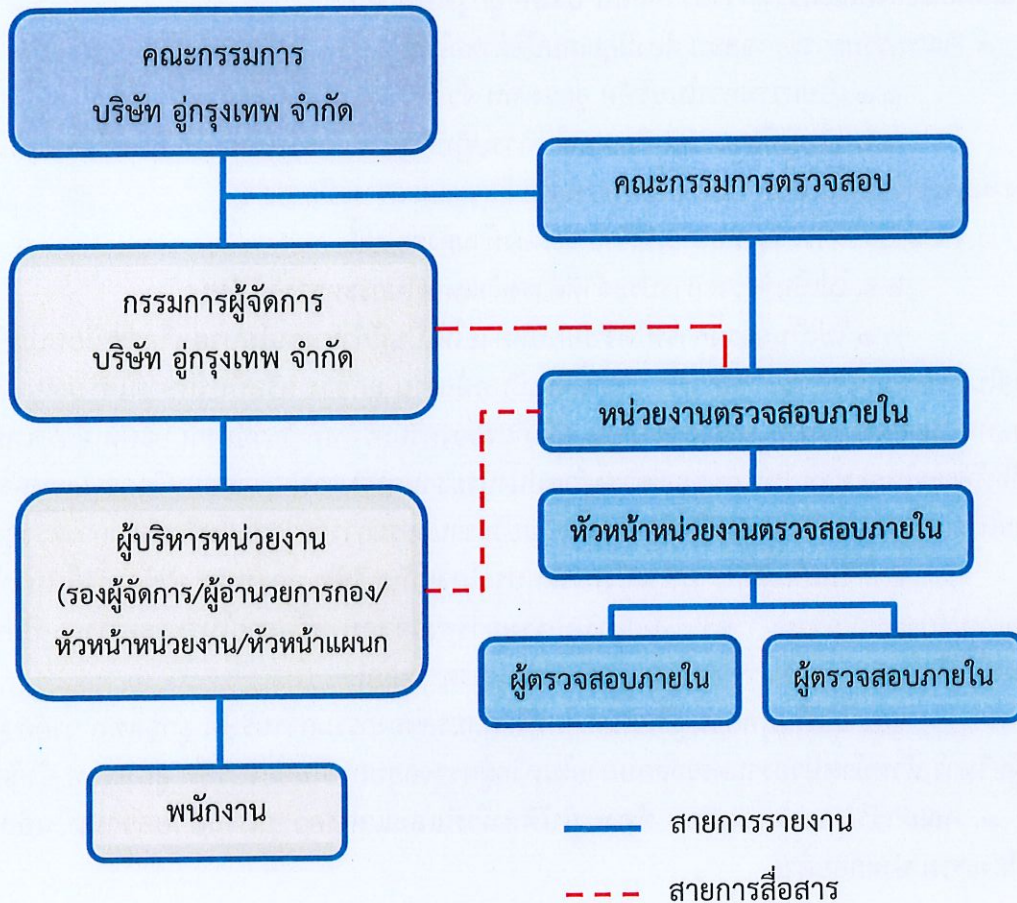 คณะกรรมการ
บริษัท อู่กรุงเทพ จำกัด
คณะกรรมการตรวจสอบ
กรรมการผู้จัดการ
บริษัท อู่กรุงเทพ จำกัด
หน่วยงานตรวจสอบภายใน
หัวหน้าหน่วยงานตรวจสอบภายใน
ผู้บริหารหน่วยงาน
(รองผู้จัดการ/ผู้อำนวยการกอง/
หัวหน้าหน่วยงาน/หัวหน้าแผนก
ผู้ตรวจสอบภายใน
ผู้ตรวจสอบภายใน
พนักงาน
สายการรายงาน
สายการสื่อสาร